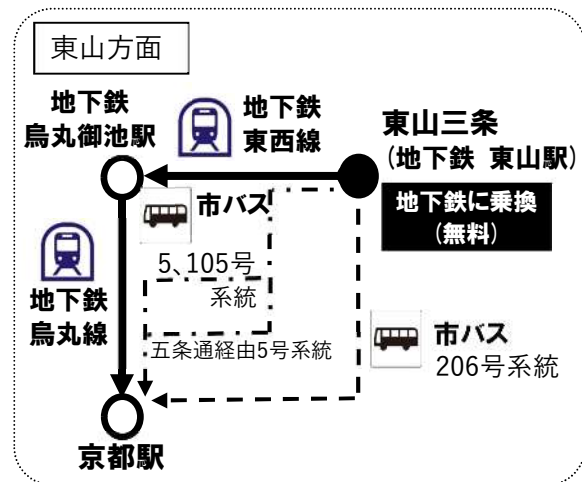 東山方面
地下鉄
烏丸御池駅
地下鉄
東西線
東山三条
(地下鉄 東山駅)
地下鉄に乗換
(無料)
市バス
5、105号
系統
地下鉄
烏丸線
五条通経由5号系統
市バス
206号系統
京都駅